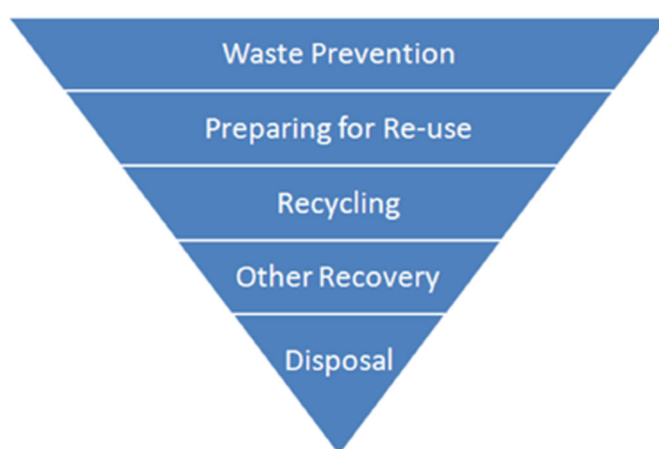 Waste Prevention
Preparing for Re-use
Recycling
Other Recovery
Disposal